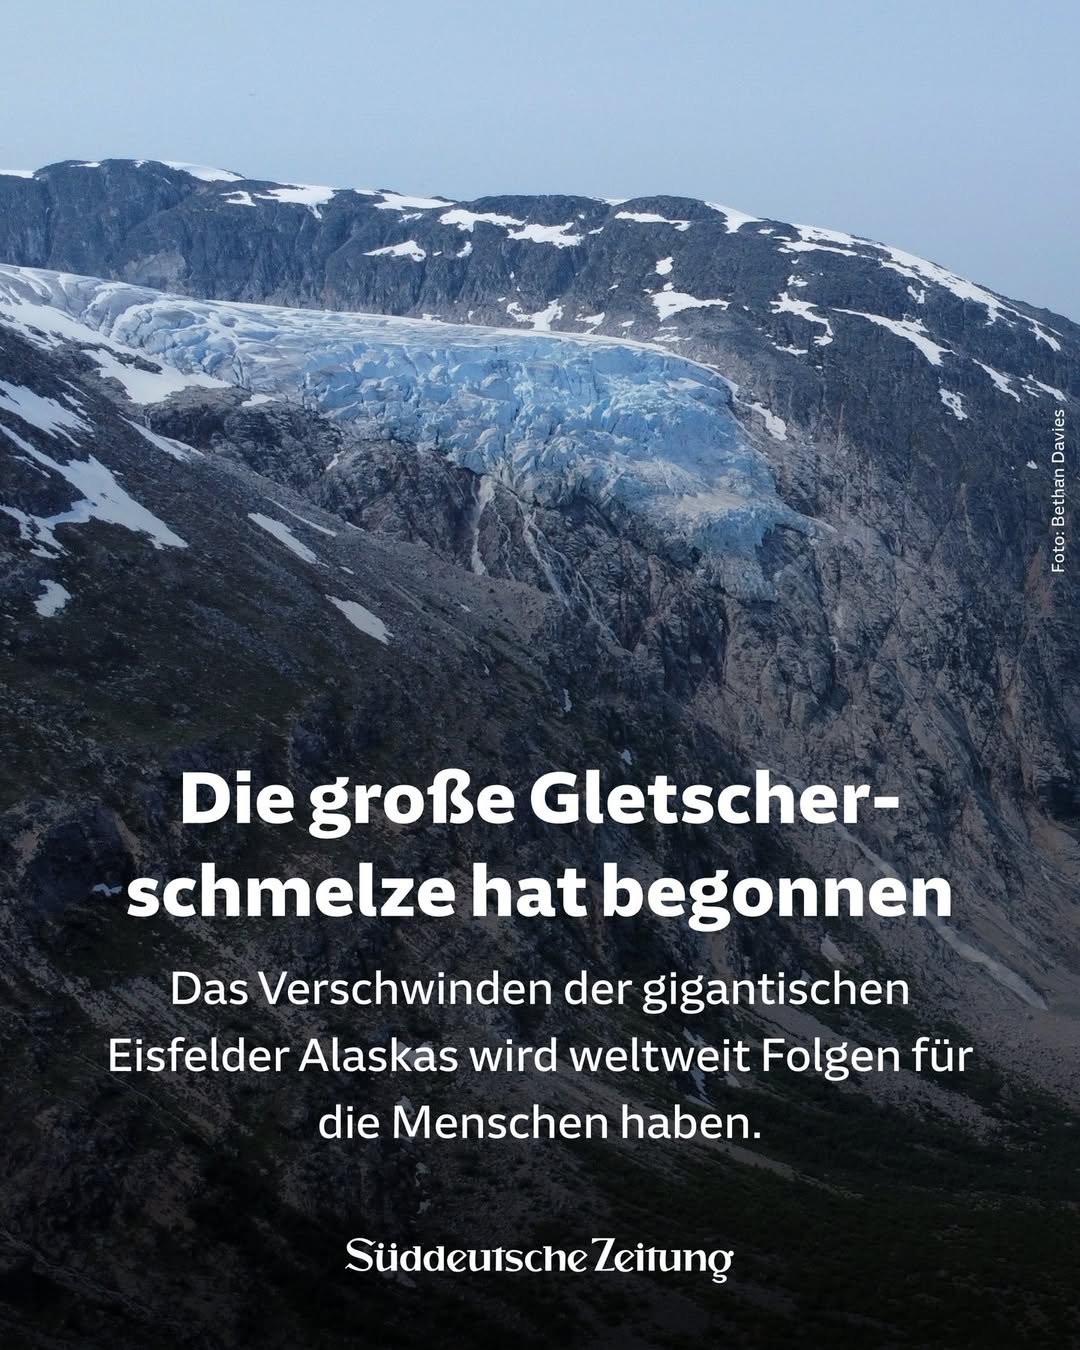 Foto: Bethan Davies
Die große Gletscher-
schmelze hat begonnen
Das Verschwinden der gigantischen
Eisfelder Alaskas wird weltweit Folgen für
die Menschen haben.
Süddeutsche Zeitung